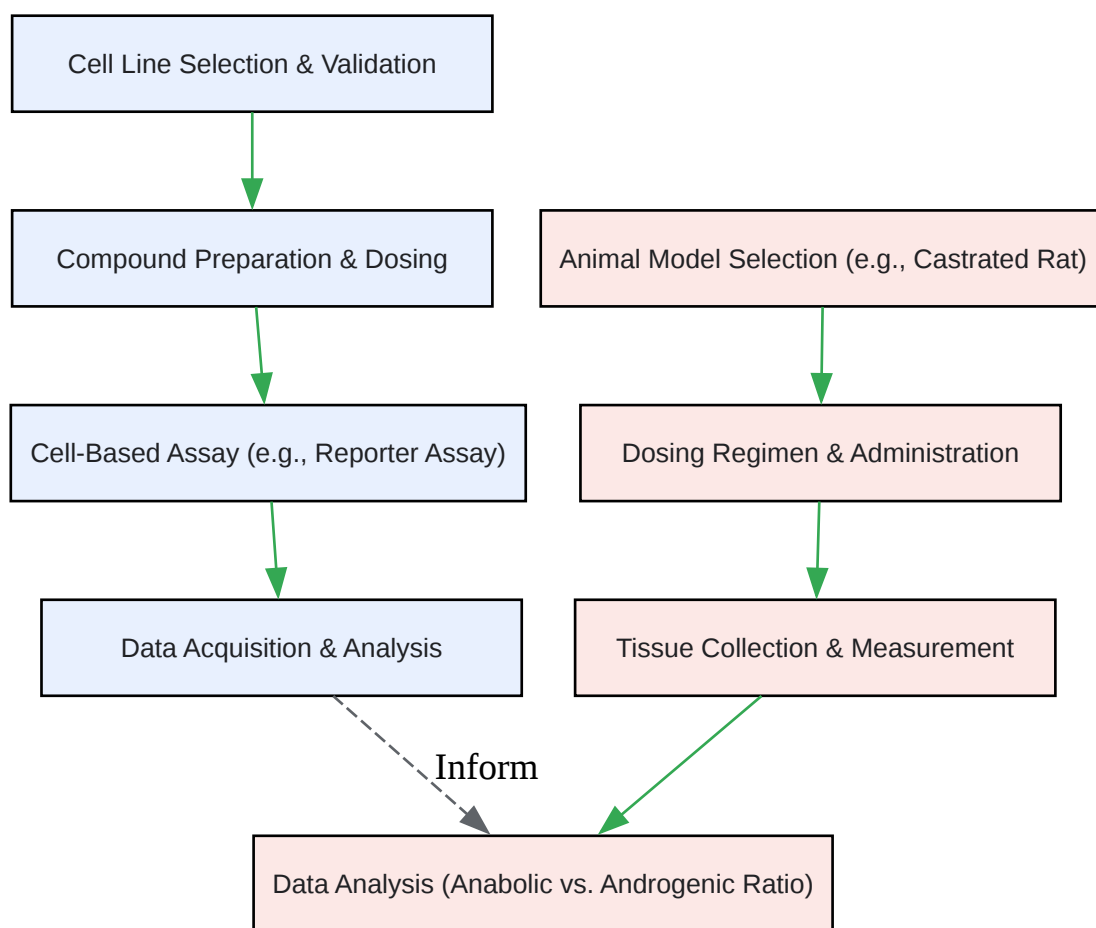 Cell Line Selection & Validation
Compound Preparation & Dosing
Animal Model Selection (e.g., Castrated Rat)
Cell-Based Assay (e.g., Reporter Assay)
Dosing Regimen & Administration
Data Acquisition & Analysis
Tissue Collection & Measurement
Inform
Data Analysis (Anabolic vs. Androgenic Ratio)